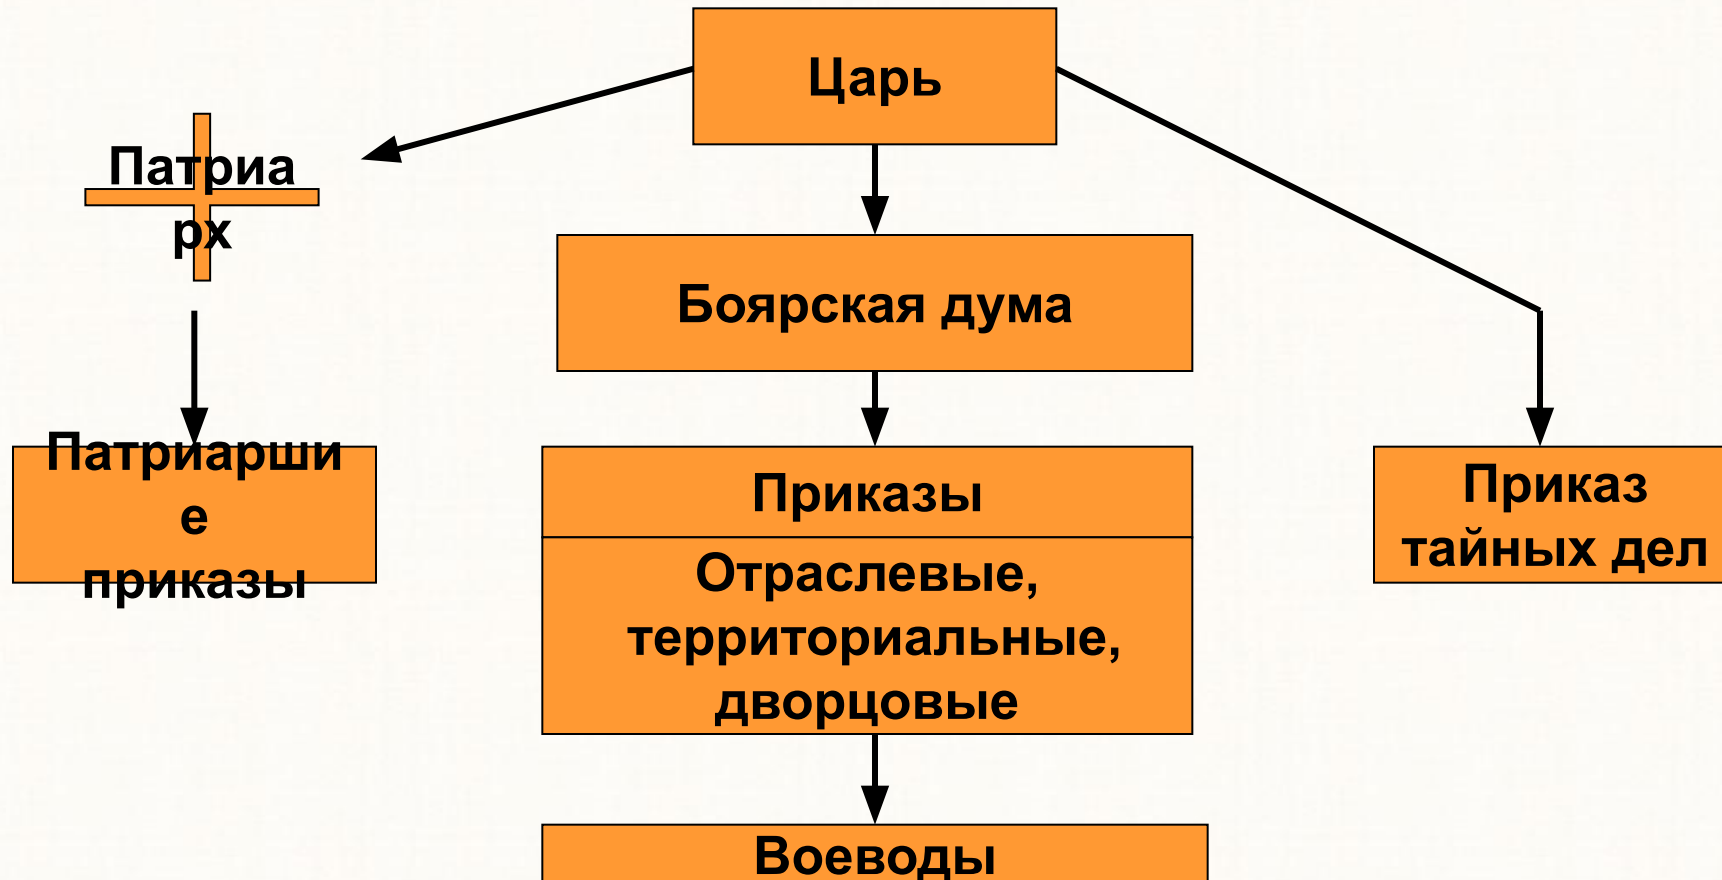 Царь
Патриа
рх
Боярская дума
Патриарши
е
приказы
Приказы
Отраслевые,
территориальные,
дворцовые
Приказ
тайных дел
Воеводы